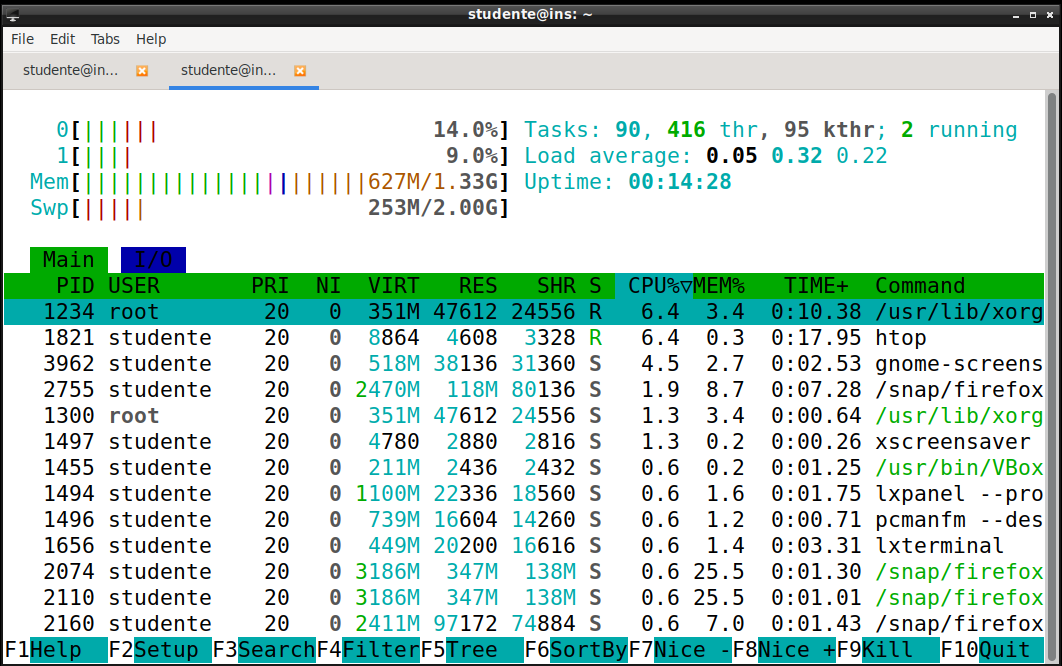 studente@ins: ~
File Edit Tabs Help
studente@in... studente@in...
0[|||||| 14.0%] Tasks: 90, 416 thr, 95 kthr; 2 running
1[|||| 9.0%] Load average: 0.05 0.32 0.22
Mem[||||||||||||||||||||||627M/1.33G] Uptime: 00:14:28
Swp[||||| 253M/2.00G]
Main I/O
PID USER PRI NI VIRT RES SHR S CPU%▽MEM% TIME+ Command
1234 root 20 0 351M 47612 24556 R 6.4 3.4 0:10.38 /usr/lib/xorg
1821 studente 20 0 8864 4608 3328 R 6.4 0.3 0:17.95 htop
3962 studente 20 0 518M 38136 31360 S 4.5 2.7 0:02.53 gnome-screens
2755 studente 20 0 2470M 118M 80136 S 1.9 8.7 0:07.28 /snap/firefox
1300 root 20 0 351M 47612 24556 S 1.3 3.4 0:00.64 /usr/lib/xorg
1497 studente 20 0 4780 2880 2816 S 1.3 0.2 0:00.26 xscreensaver
1455 studente 20 0 211M 2436 2432 S 0.6 0.2 0:01.25 /usr/bin/VBox
1494 studente 20 0 1100M 22336 18560 S 0.6 1.6 0:01.75 lxpanel --pro
1496 studente 20 0 739M 16604 14260 S 0.6 1.2 0:00.71 pcmanfm --des
1656 studente 20 0 449M 20200 16616 S 0.6 1.4 0:03.31 lxterminal
2074 studente 20 0 3186M 347M 138M S 0.6 25.5 0:01.30 /snap/firefox
2110 studente 20 0 3186M 347M 138M S 0.6 25.5 0:01.01 /snap/firefox
2160 studente 20 0 2411M 97172 74884 S 0.6 7.0 0:01.43 /snap/firefox
F1Help F2Setup F3SearchF4FilterF5Tree F6SortByF7Nice -F8Nice +F9Kill F10Quit